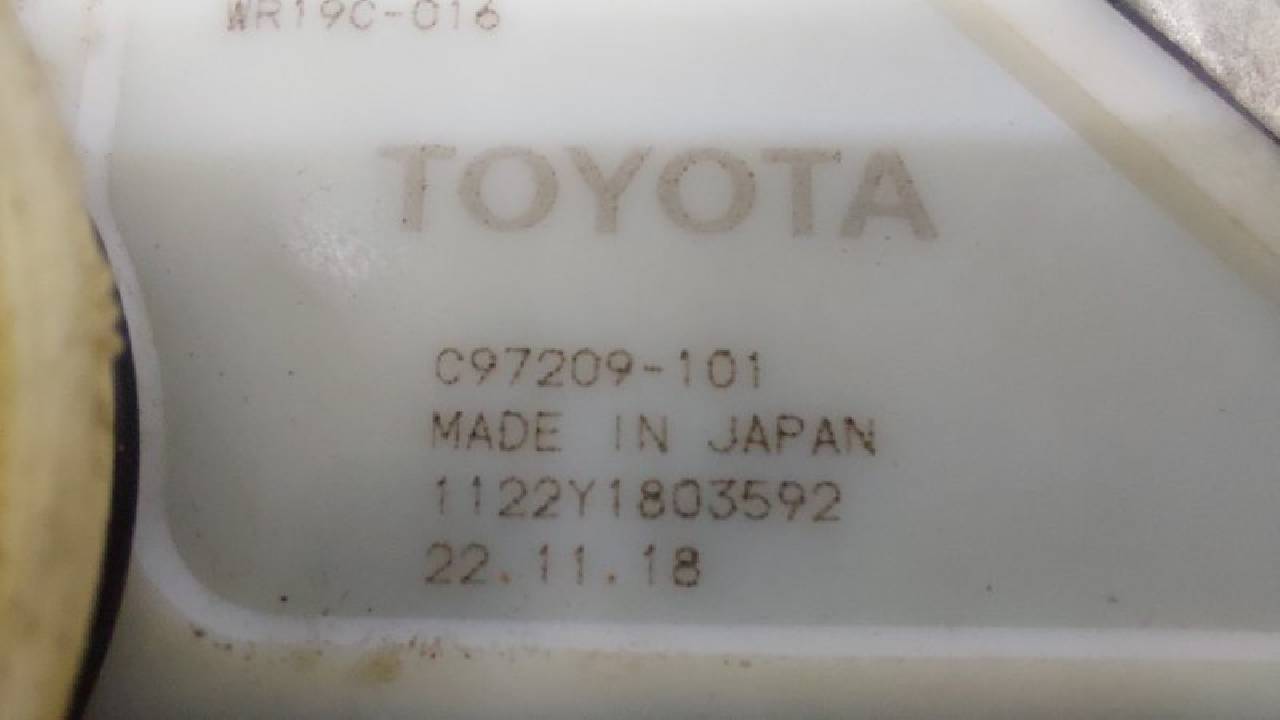 WR19C-016
TOYOTA
C97209-101
MADE IN JAPAN
1122Y1803592
22.11.18